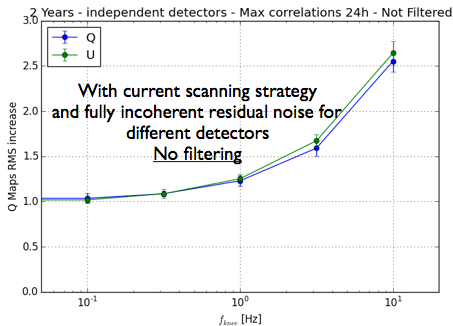 2 Years - independent detectors - Max correlations 24h - Not Filtered
Q
U
With current scanning strategy
and fully incoherent residual noise for
different detectors
No filtering
Q Maps RMS increase
3.0
2.5
2.0
1.5
1.0
0.5
0.0
10⁻¹
10⁰
10¹
f_knee [Hz]